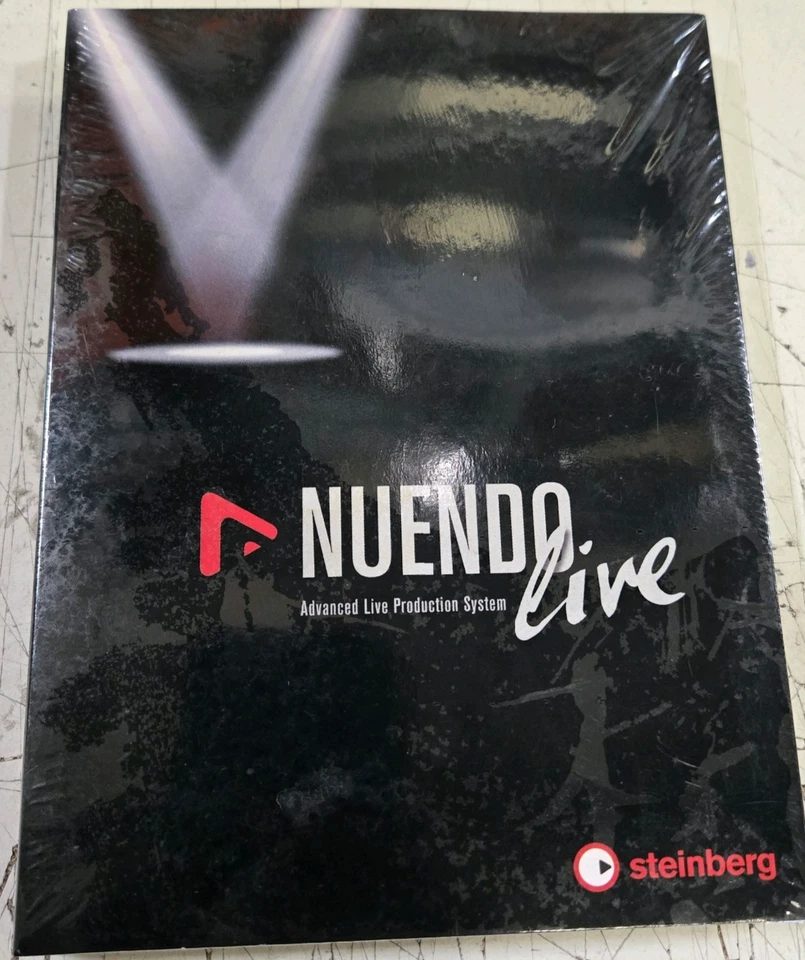 NUENDO
live
Advanced Live Production System
steinberg